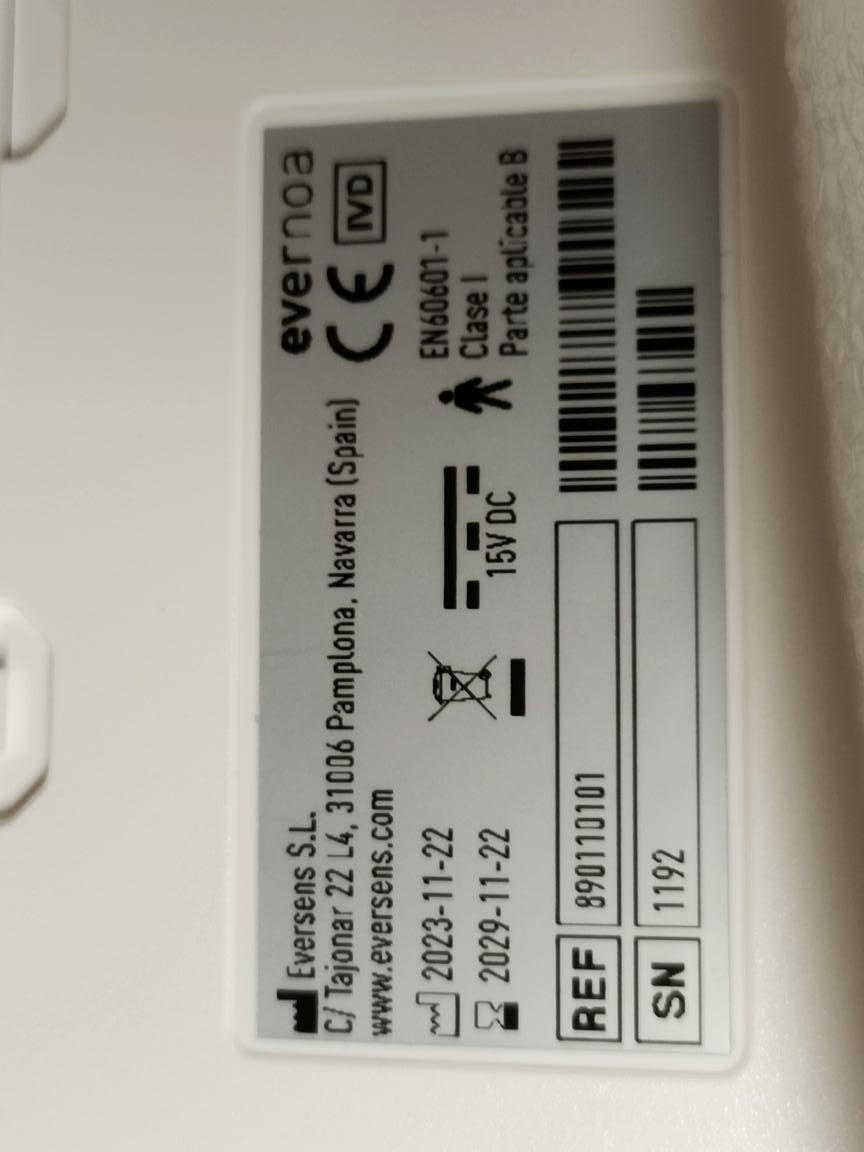 Eversens S.L.
C/ Tajonar 22 L4, 31006 Pamplona, Navarra (Spain)
www.eversens.com
evernoa
CE IVD
2023-11-22
2029-11-22
15V DC
EN60601-1
Clase I
Parte aplicable B
REF 890110101
SN 1192